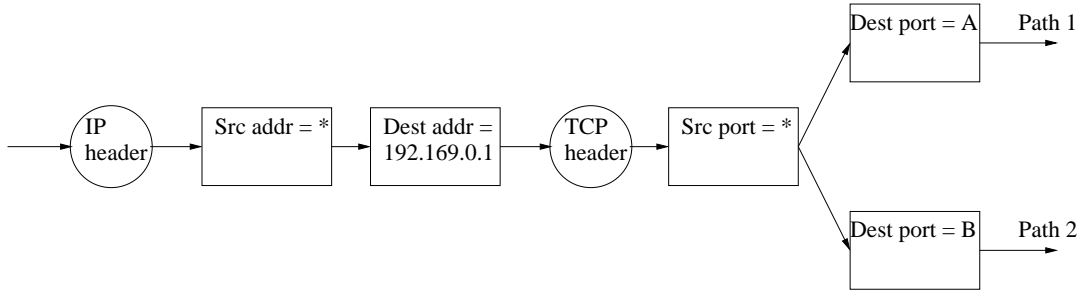 IP
header
Src addr = *
Dest addr =
192.169.0.1
TCP
header
Src port = *
Dest port = A
Path 1
Dest port = B
Path 2